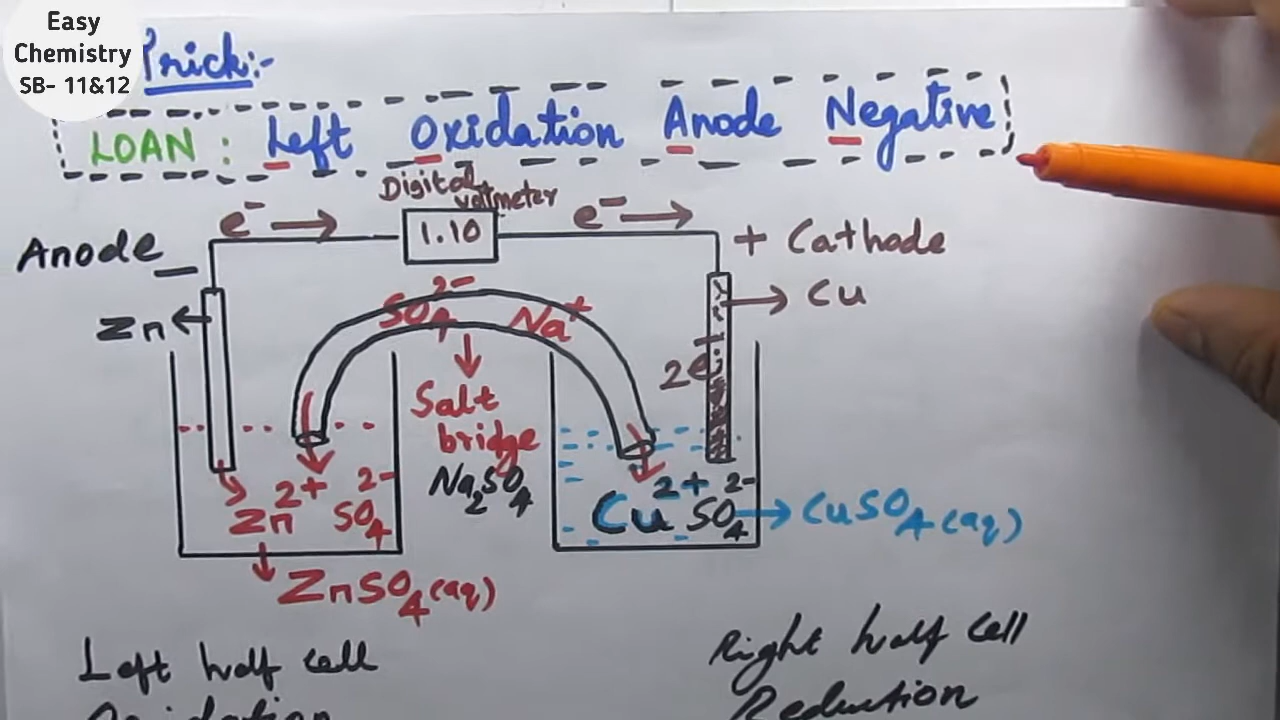 Easy
Chemistry
SB- 11&12
Trick:-
LOAN : Left Oxidation Anode Negative
Digital
voltmeter
e⁻ →
1.10
e⁻ →
Anode
−
+ Cathode
Zn ←
→ Cu
SO₄²⁻
Na⁺
2e⁻
Salt
bridge
Na₂SO₄
Zn²⁺ SO₄²⁻
Cu²⁺ SO₄²⁻ → CuSO₄(aq)
ZnSO₄(aq)
Left half cell
Right half cell
Oxidation
Reduction